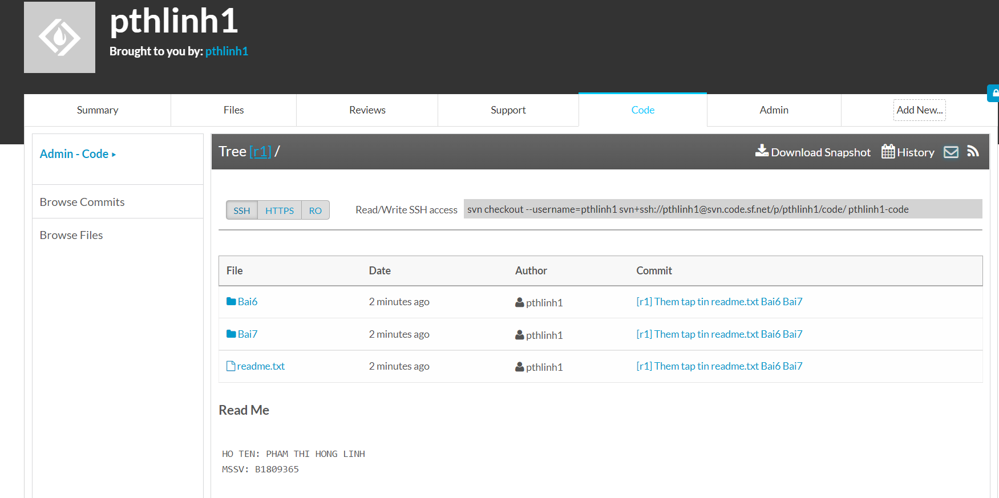 pthlinh1
Brought to you by: pthlinh1
Summary Files Reviews Support Code Admin Add New...
Admin - Code ▸
Browse Commits
Browse Files
Tree [r1] /
Download Snapshot History
SSH HTTPS RO Read/Write SSH access svn checkout --username=pthlinh1 svn+ssh://pthlinh1@svn.code.sf.net/p/pthlinh1/code/ pthlinh1-code
File Date Author Commit
Bai6 2 minutes ago pthlinh1 [r1] Them tap tin readme.txt Bai6 Bai7
Bai7 2 minutes ago pthlinh1 [r1] Them tap tin readme.txt Bai6 Bai7
readme.txt 2 minutes ago pthlinh1 [r1] Them tap tin readme.txt Bai6 Bai7
Read Me
HO TEN: PHAM THI HONG LINH
MSSV: B1809365